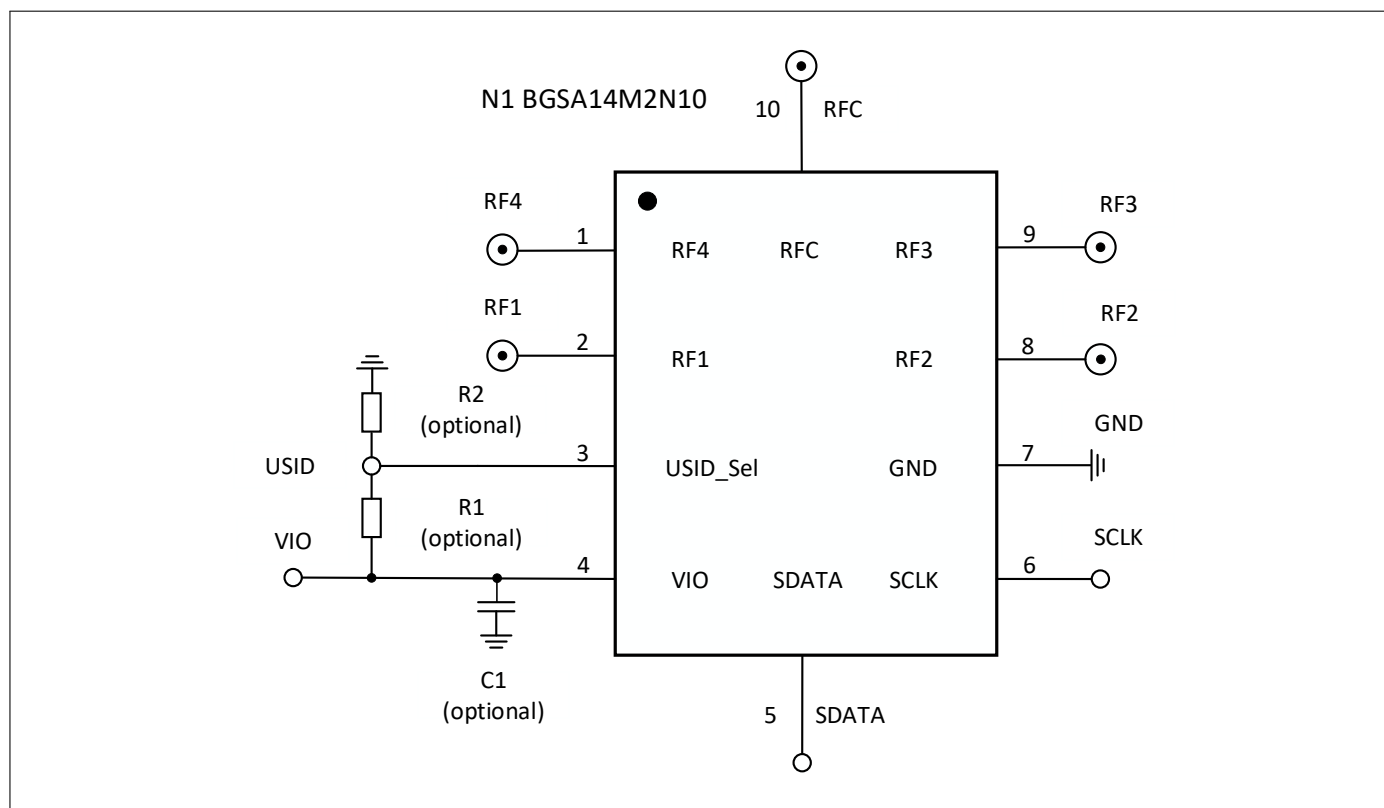 N1 BGSA14M2N10
10 RFC
RF4
1
RF4 RFC RF3
9
RF3
RF1
2
RF1
RF2
8
RF2
R2
(optional)
USID
3
USID_Sel
GND
7
GND
R1
(optional)
VIO
4
VIO SDATA SCLK
6
SCLK
C1
(optional)
5 SDATA